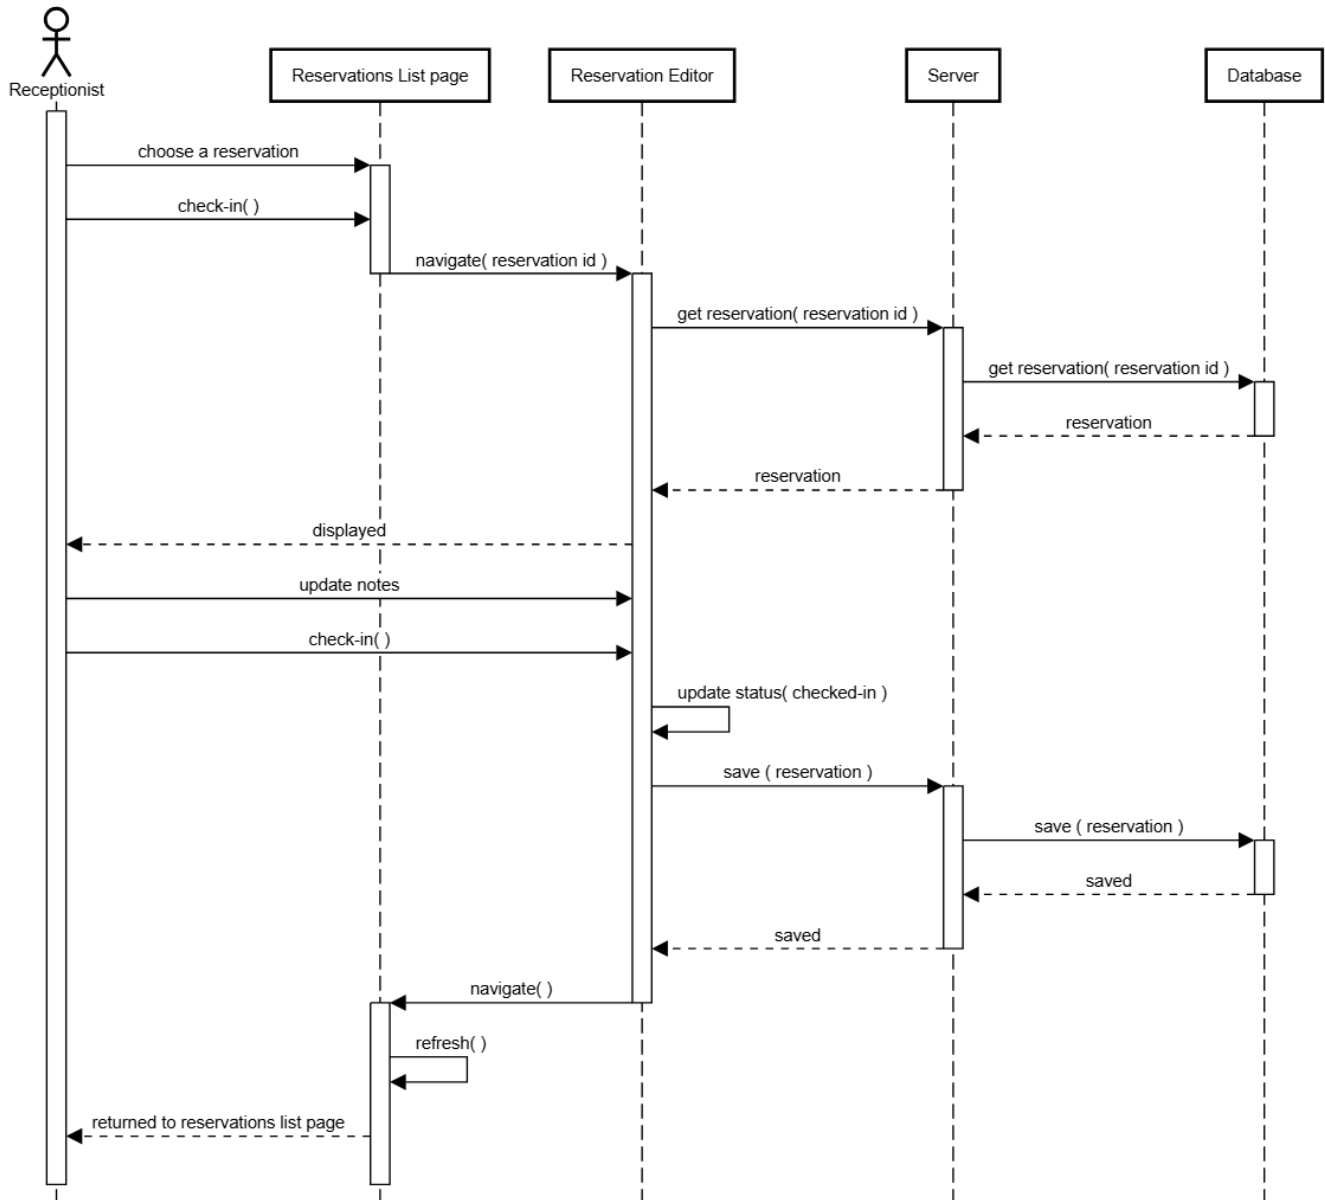 Receptionist
Reservations List page
Reservation Editor
Server
Database
choose a reservation
check-in( )
navigate( reservation id )
get reservation( reservation id )
get reservation( reservation id )
reservation
reservation
displayed
update notes
check-in( )
update status( checked-in )
save ( reservation )
save ( reservation )
saved
saved
navigate( )
refresh( )
returned to reservations list page